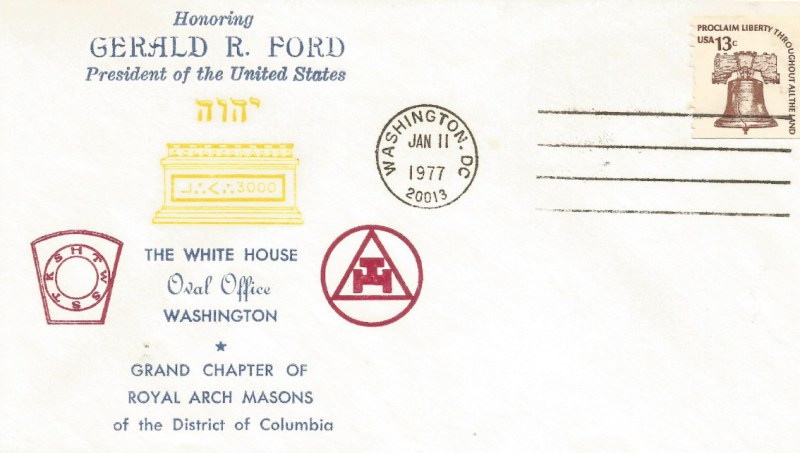 Honoring
GERALD R. FORD
President of the United States
יהוה
3000
THE WHITE HOUSE
Oval Office
WASHINGTON
★
GRAND CHAPTER OF
ROYAL ARCH MASONS
of the District of Columbia
HTWSSTKS
WASHINGTON·DC
JAN 11
1977
20013
PROCLAIM LIBERTY THROUGHOUT ALL THE LAND
USA 13c